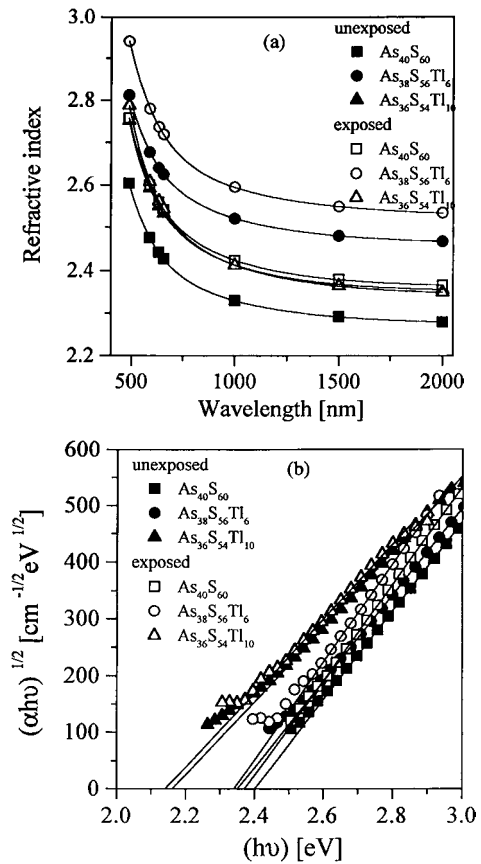 (a)
unexposed
As40S60
As38S56Tl6
As36S54Tl10
exposed
As40S60
As38S56Tl6
As36S54Tl10
Refractive index
3.0
2.8
2.6
2.4
2.2
500
1000
1500
2000
Wavelength [nm]
(b)
unexposed
As40S60
As38S56Tl6
As36S54Tl10
exposed
As40S60
As38S56Tl6
As36S54Tl10
(αhυ) 1/2 [cm -1/2 eV 1/2]
600
500
400
300
200
100
0
2.0
2.2
2.4
2.6
2.8
3.0
(hυ) [eV]